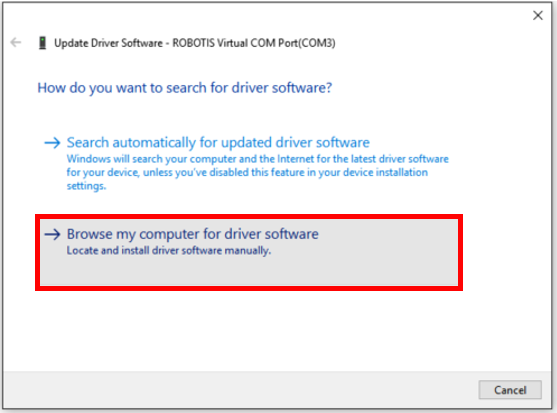 Update Driver Software - ROBOTIS Virtual COM Port(COM3)
How do you want to search for driver software?
Search automatically for updated driver software
Windows will search your computer and the Internet for the latest driver software
for your device, unless you've disabled this feature in your device installation
settings.
Browse my computer for driver software
Locate and install driver software manually.
Cancel